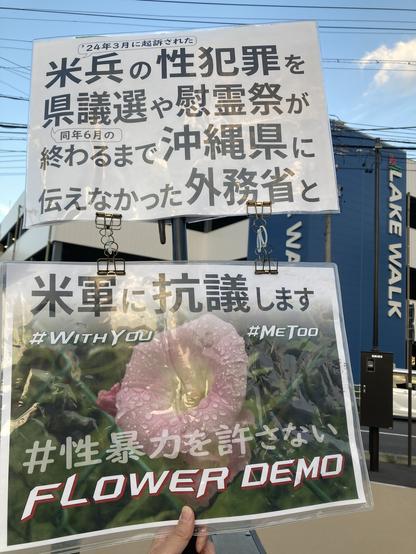 '24年3月に起訴された
米兵の性犯罪を
県議選や慰霊祭が
同年6月の
終わるまで沖縄県に
伝えなかった外務省と
米軍に抗議します
#WITHYOU
#METOO
#性暴力を許さない
FLOWER DEMO
LAKE WALK